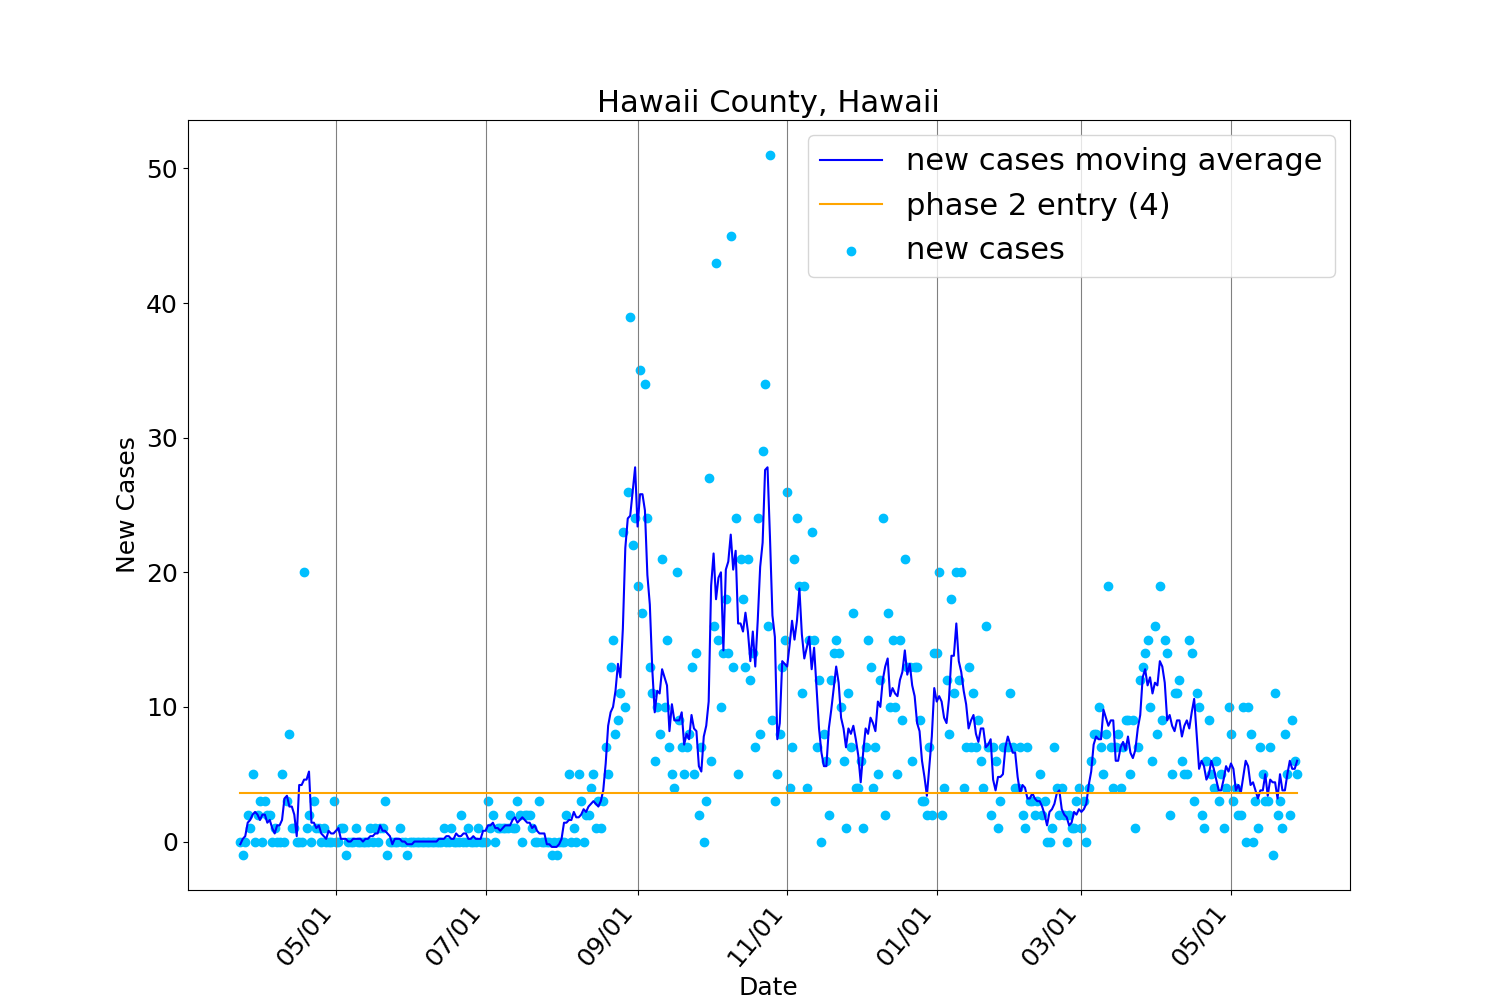 Hawaii County, Hawaii
new cases moving average
phase 2 entry (4)
new cases
50
40
30
20
10
0
New Cases
05/01
07/01
09/01
11/01
01/01
03/01
05/01
Date